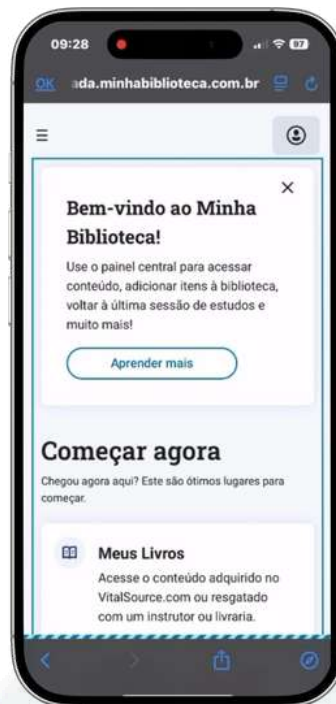 09:28
97
OK
ada.minhabiblioteca.com.br
Bem-vindo ao Minha
Biblioteca!
Use o painel central para acessar
conteúdo, adicionar itens à biblioteca,
voltar à última sessão de estudos e
muito mais!
Aprender mais
Começar agora
Chegou agora aqui? Este são ótimos lugares para
começar.
Meus Livros
Acesse o conteúdo adquirido no
VitalSource.com ou resgatado
com um instrutor ou livraria.